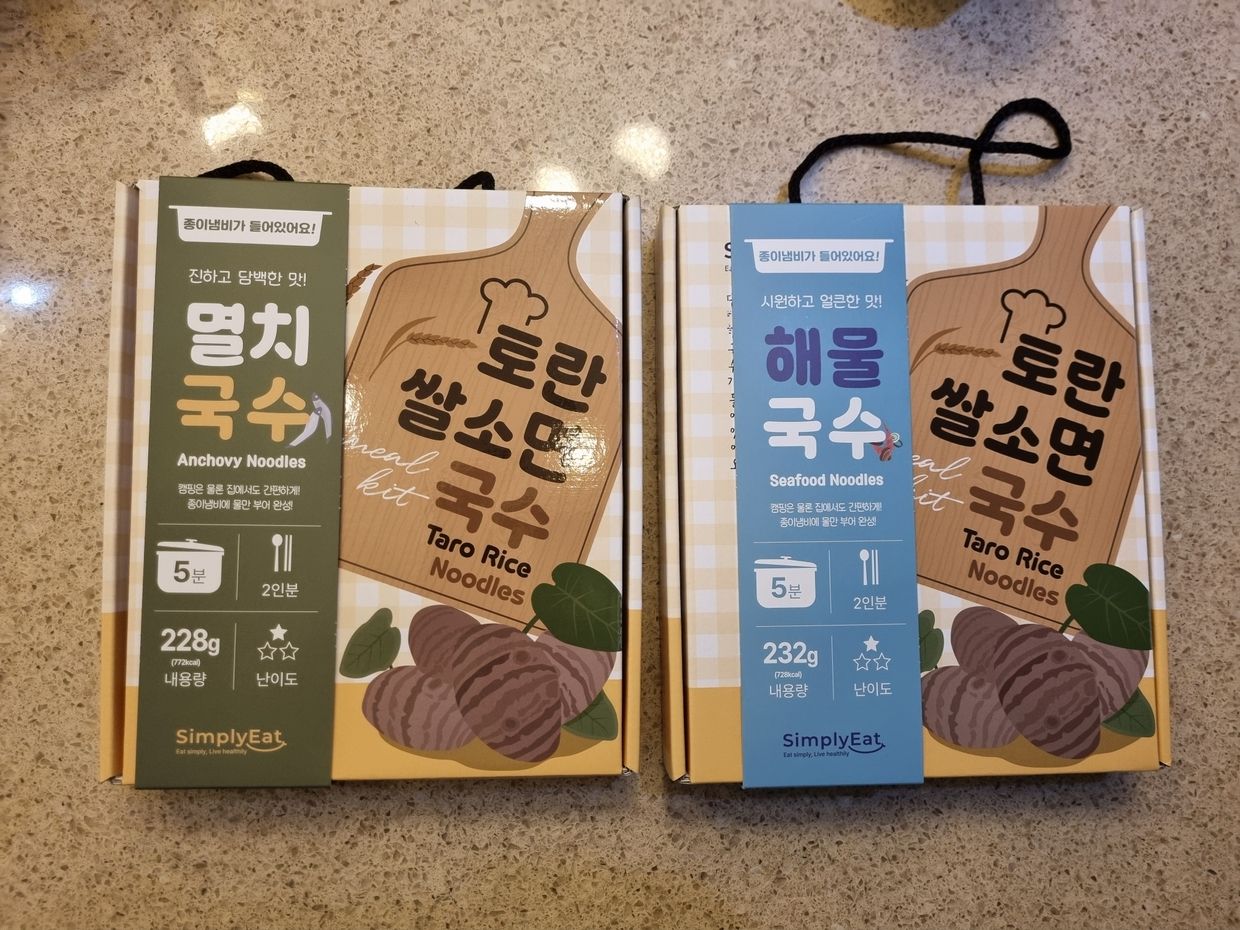 종이냄비가 들어있어요!
진하고 담백한 맛!
멸치
국수
Anchovy Noodles
캠핑은 물론 집에서도 간편하게!
종이냄비에 물만 부어 완성!
5분
2인분
228g
(772kcal)
내용량
난이도
SimplyEat
Eat simply, Live healthily
토란
쌀소면
국수
meal
kit
Taro Rice
Noodles
종이냄비가 들어있어요!
시원하고 얼큰한 맛!
해물
국수
Seafood Noodles
캠핑은 물론 집에서도 간편하게!
종이냄비에 물만 부어 완성!
5분
2인분
232g
(728kcal)
내용량
난이도
SimplyEat
Eat simply, Live healthily
토란
쌀소면
국수
Taro Rice
Noodles